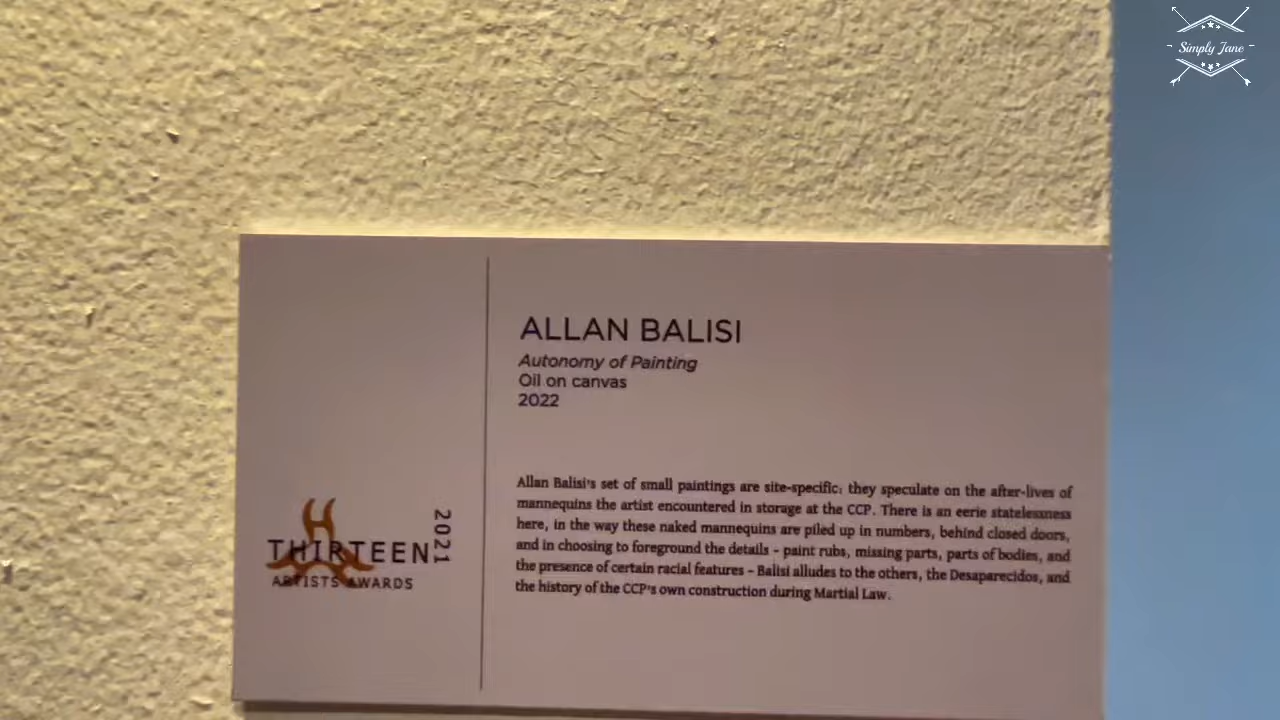 Simply Jane
ALLAN BALISI
Autonomy of Painting
Oil on canvas
2022
Allan Balisi's set of small paintings are site-specific; they speculate on the after-lives of
mannequins the artist encountered in storage at the CCP. There is an eerie statelessness
here, in the way these naked mannequins are piled up in numbers, behind closed doors,
and in choosing to foreground the details – paint rubs, missing parts, parts of bodies, and
the presence of certain racial features – Balisi alludes to the others, the Desaparecidos, and
the history of the CCP's own construction during Martial Law.
THIRTEEN
ARTISTS AWARDS
2021